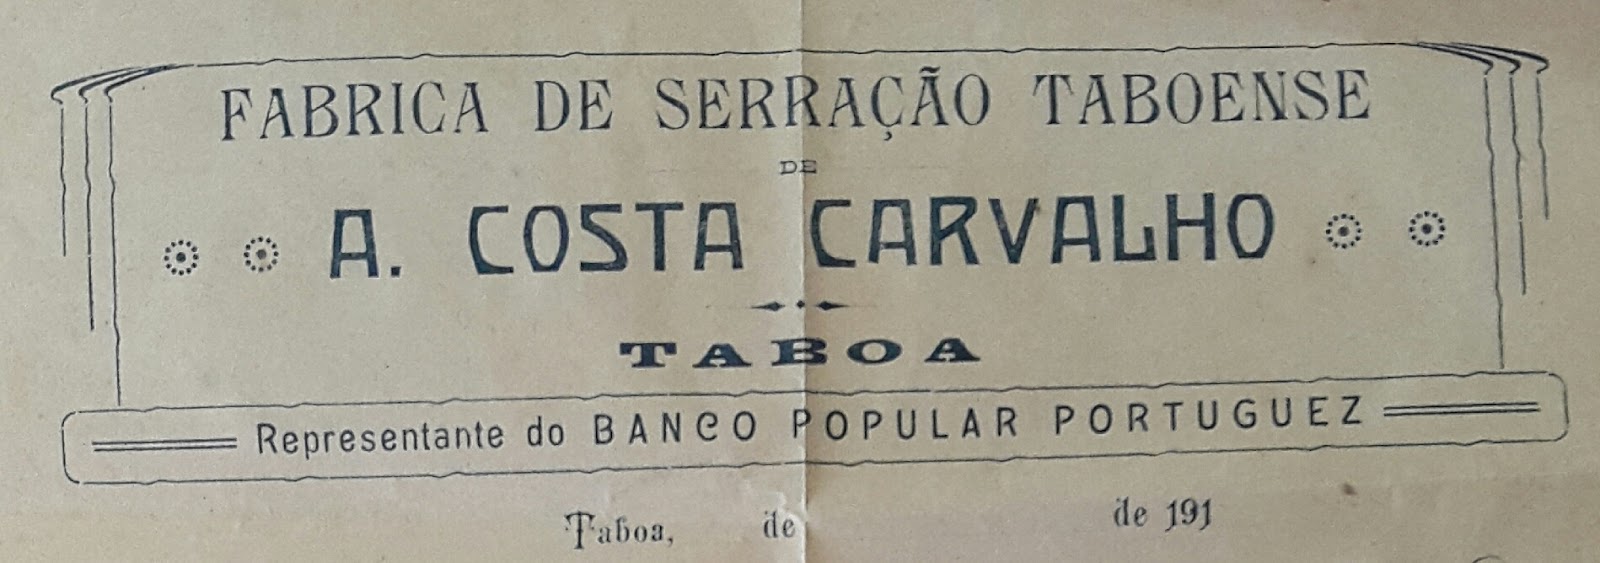 FABRICA DE SERRAÇÃO TABOENSE
DE
A. COSTA CARVALHO
TABOA
Representante do BANCO POPULAR PORTUGUEZ
Taboa, de de 191